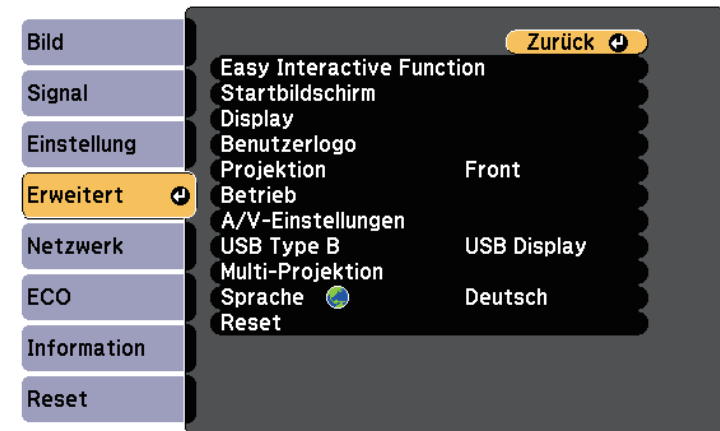 Bild
Signal
Einstellung
Erweitert
Netzwerk
ECO
Information
Reset
Zurück
Easy Interactive Function
Startbildschirm
Display
Benutzerlogo
Projektion Front
Betrieb
A/V-Einstellungen
USB Type B USB Display
Multi-Projektion
Sprache Deutsch
Reset